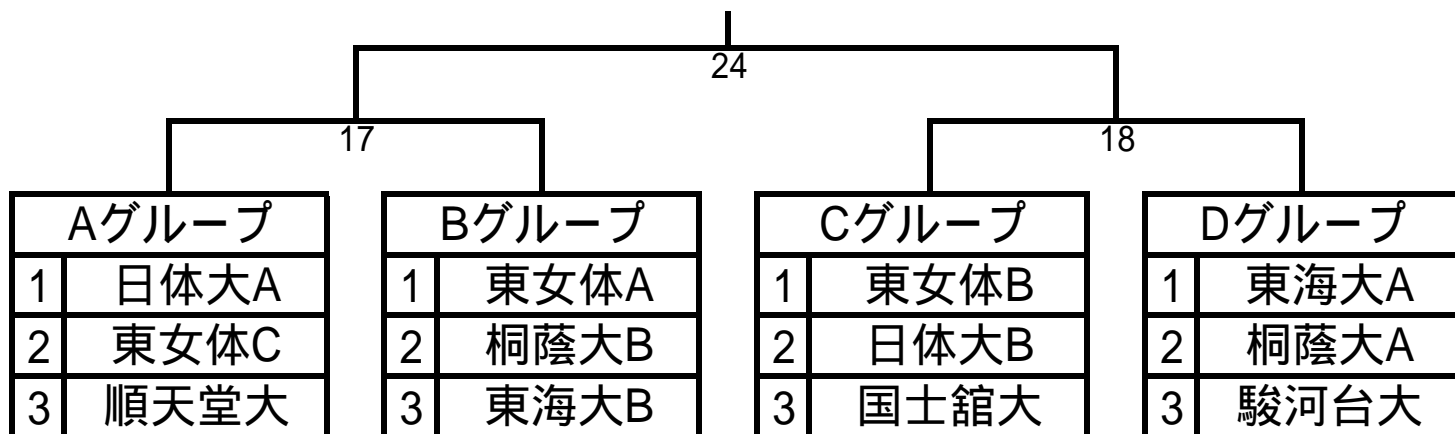 24
17 18
Aグループ Bグループ Cグループ Dグループ
1 日体大A 1 東女体A 1 東女体B 1 東海大A
2 東女体C 2 桐蔭大B 2 日体大B 2 桐蔭大A
3 順天堂大 3 東海大B 3 国士舘大 3 駿河台大